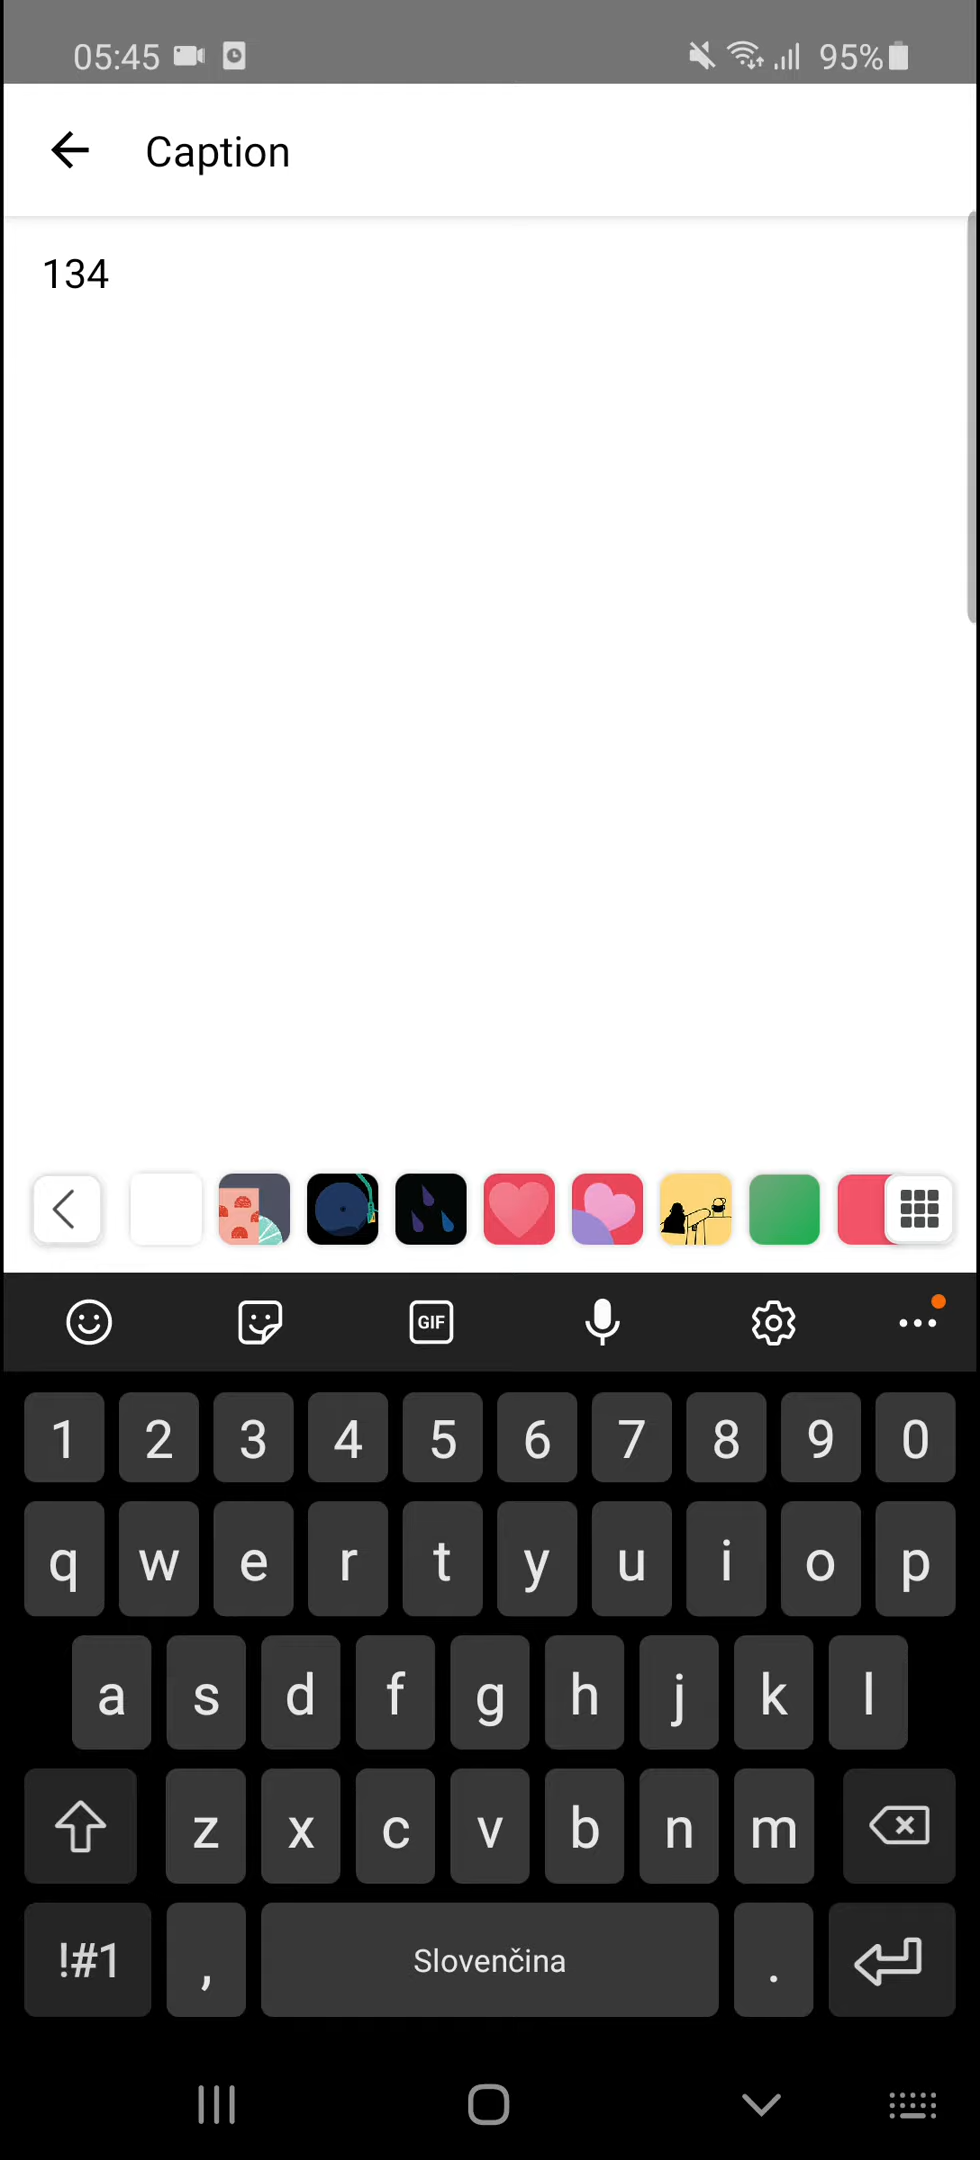 05:45 95%
Caption
134
GIF
1 2 3 4 5 6 7 8 9 0
q w e r t y u i o p
a s d f g h j k l
z x c v b n m
!#1 , Slovenčina .